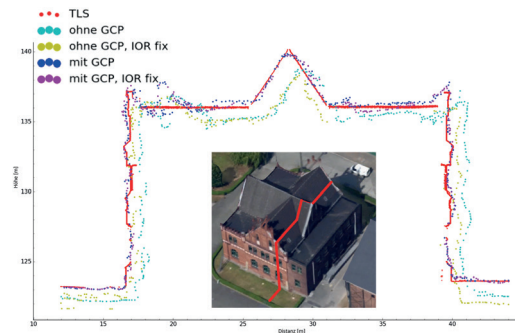 TLS
ohne GCP
ohne GCP, IOR fix
mit GCP
mit GCP, IOR fix
140
135
130
125
Höhe [m]
10 15 20 25 30 35 40
Distanz [m]